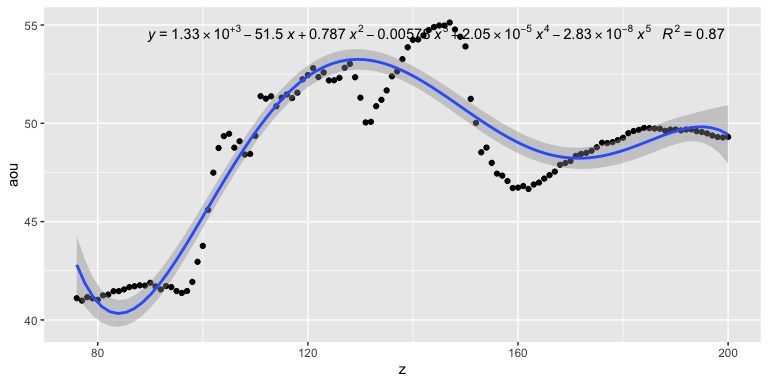 y = 1.33 × 10⁺³ − 51.5 x + 0.787 x² − 0.00576 x³ + 2.05 × 10⁻⁵ x⁴ − 2.83 × 10⁻⁸ x⁵ R² = 0.87
55
50
45
40
aou
80 120 160 200
z